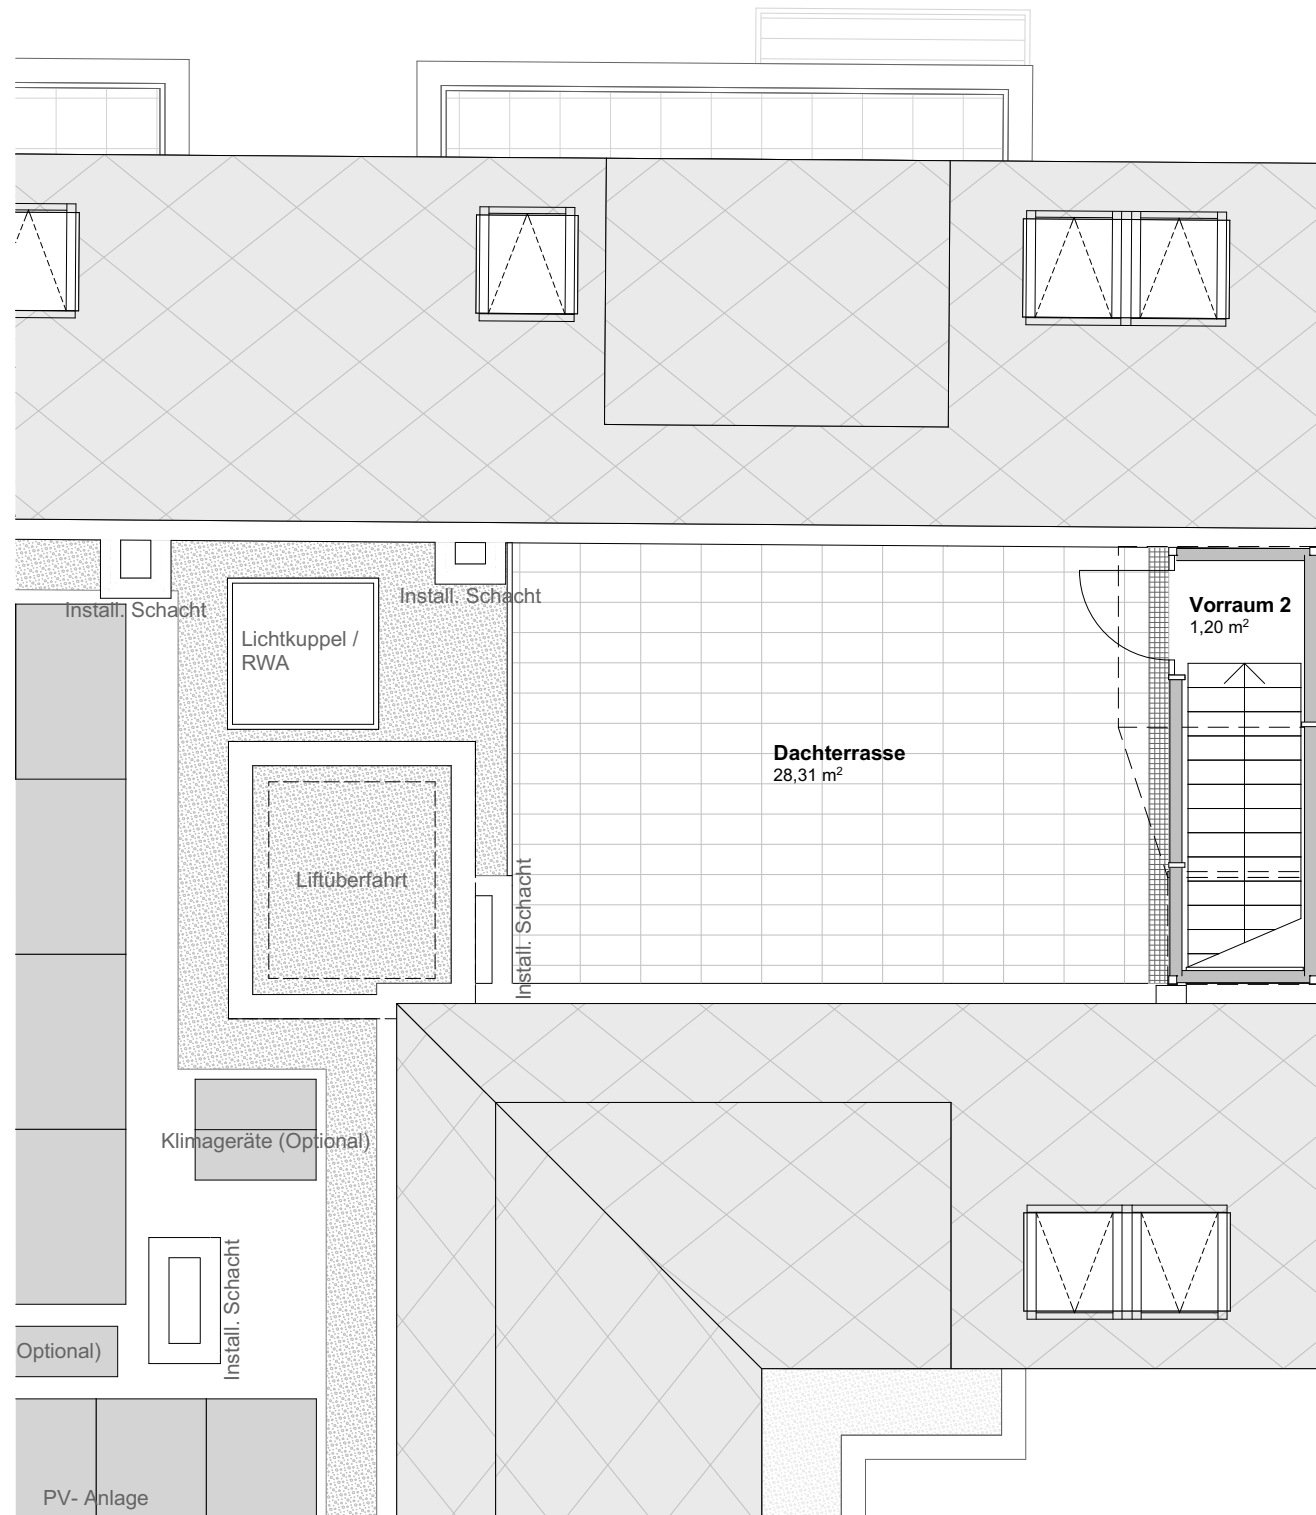 Install. Schacht
Install. Schacht
Lichtkuppel /
RWA
Vorraum 2
1,20 m²
Dachterrasse
28,31 m²
Liftüberfahrt
Install. Schacht
Klimageräte (Optional)
Install. Schacht
Optional)
PV- Anlage